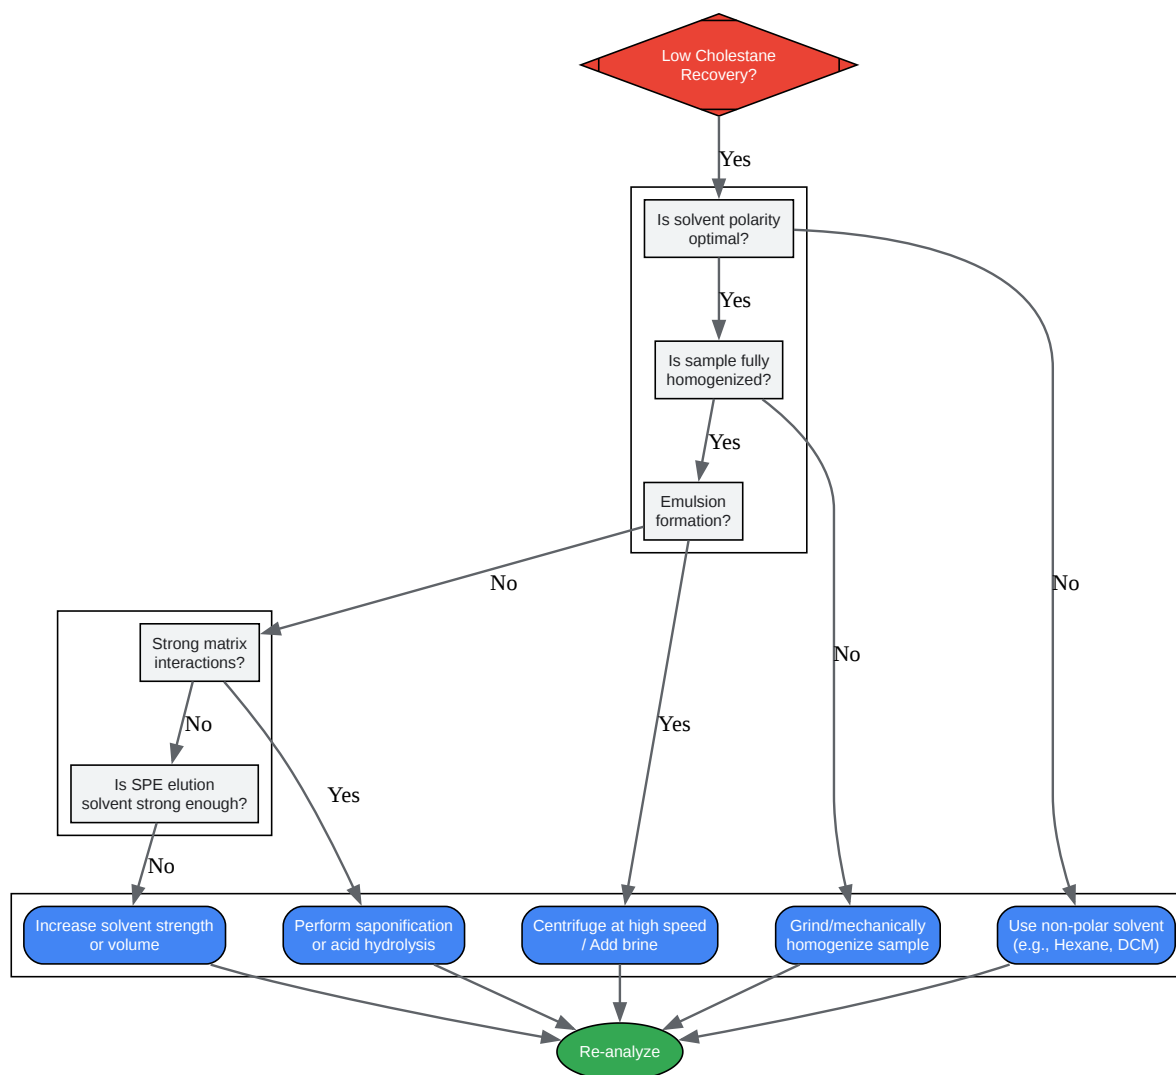 Low Cholestane
Recovery?
Yes
Is solvent polarity
optimal?
Yes
Is sample fully
homogenized?
Yes
Emulsion
formation?
No
No
Strong matrix
interactions?
No
No
Yes
Is SPE elution
solvent strong enough?
Yes
No
Increase solvent strength
or volume
Perform saponification
or acid hydrolysis
Centrifuge at high speed
/ Add brine
Grind/mechanically
homogenize sample
Use non-polar solvent
(e.g., Hexane, DCM)
Re-analyze